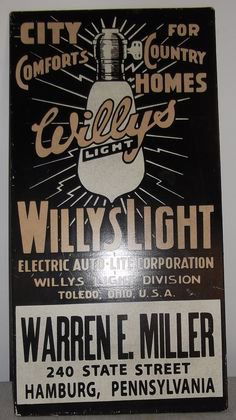 CITY FOR
COMFORTS COUNTRY
HOMES
Willys
LIGHT
WILLYS LIGHT
ELECTRIC AUTO-LITE CORPORATION
WILLYS LIGHT DIVISION
TOLEDO, OHIO, U.S.A.
WARREN E. MILLER
240 STATE STREET
HAMBURG, PENNSYLVANIA